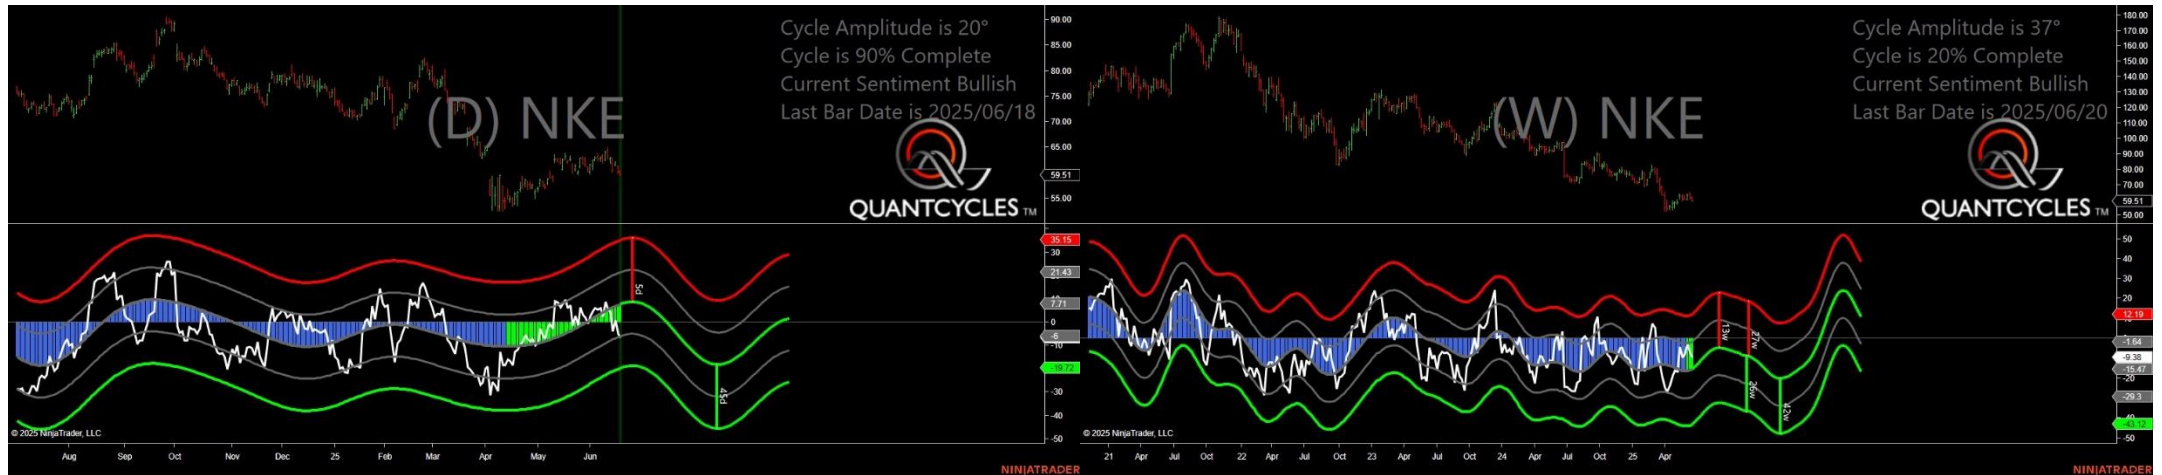 Cycle Amplitude is 20°
Cycle is 90% Complete
Current Sentiment Bullish
Last Bar Date is 2025/06/18
(D) NKE
QUANTCYCLES TM
90.00
85.00
80.00
75.00
70.00
65.00
59.51
55.00
35.15
30
21.43
7.71
0
-6
-10
-19.72
-30
-40
-50
5d
45d
© 2025 NinjaTrader, LLC
Aug Sep Oct Nov Dec 25 Feb Mar Apr May Jun
NINJATRADER
Cycle Amplitude is 37°
Cycle is 20% Complete
Current Sentiment Bullish
Last Bar Date is 2025/06/20
(W) NKE
QUANTCYCLES TM
180.00
170.00
160.00
150.00
140.00
130.00
120.00
110.00
100.00
90.00
80.00
70.00
59.51
50.00
50
40
30
20
12.19
-1.64
-9.38
-15.47
-20
-29.3
-40
-43.12
-50
13w
27w
26w
42w
© 2025 NinjaTrader, LLC
21 Apr Jul Oct 22 Apr Jul Oct 23 Apr Jul Oct 24 Apr Jul Oct 25 Apr
NINJATRADER